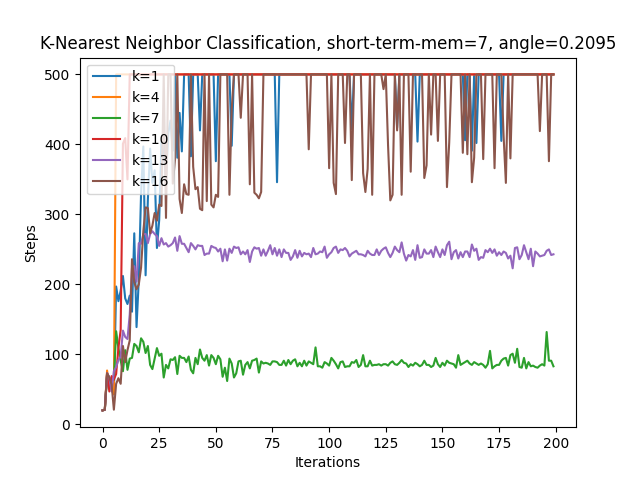 K-Nearest Neighbor Classification, short-term-mem=7, angle=0.2095
500
400
300
200
100
0
Steps
k=1
k=4
k=7
k=10
k=13
k=16
0 25 50 75 100 125 150 175 200
Iterations